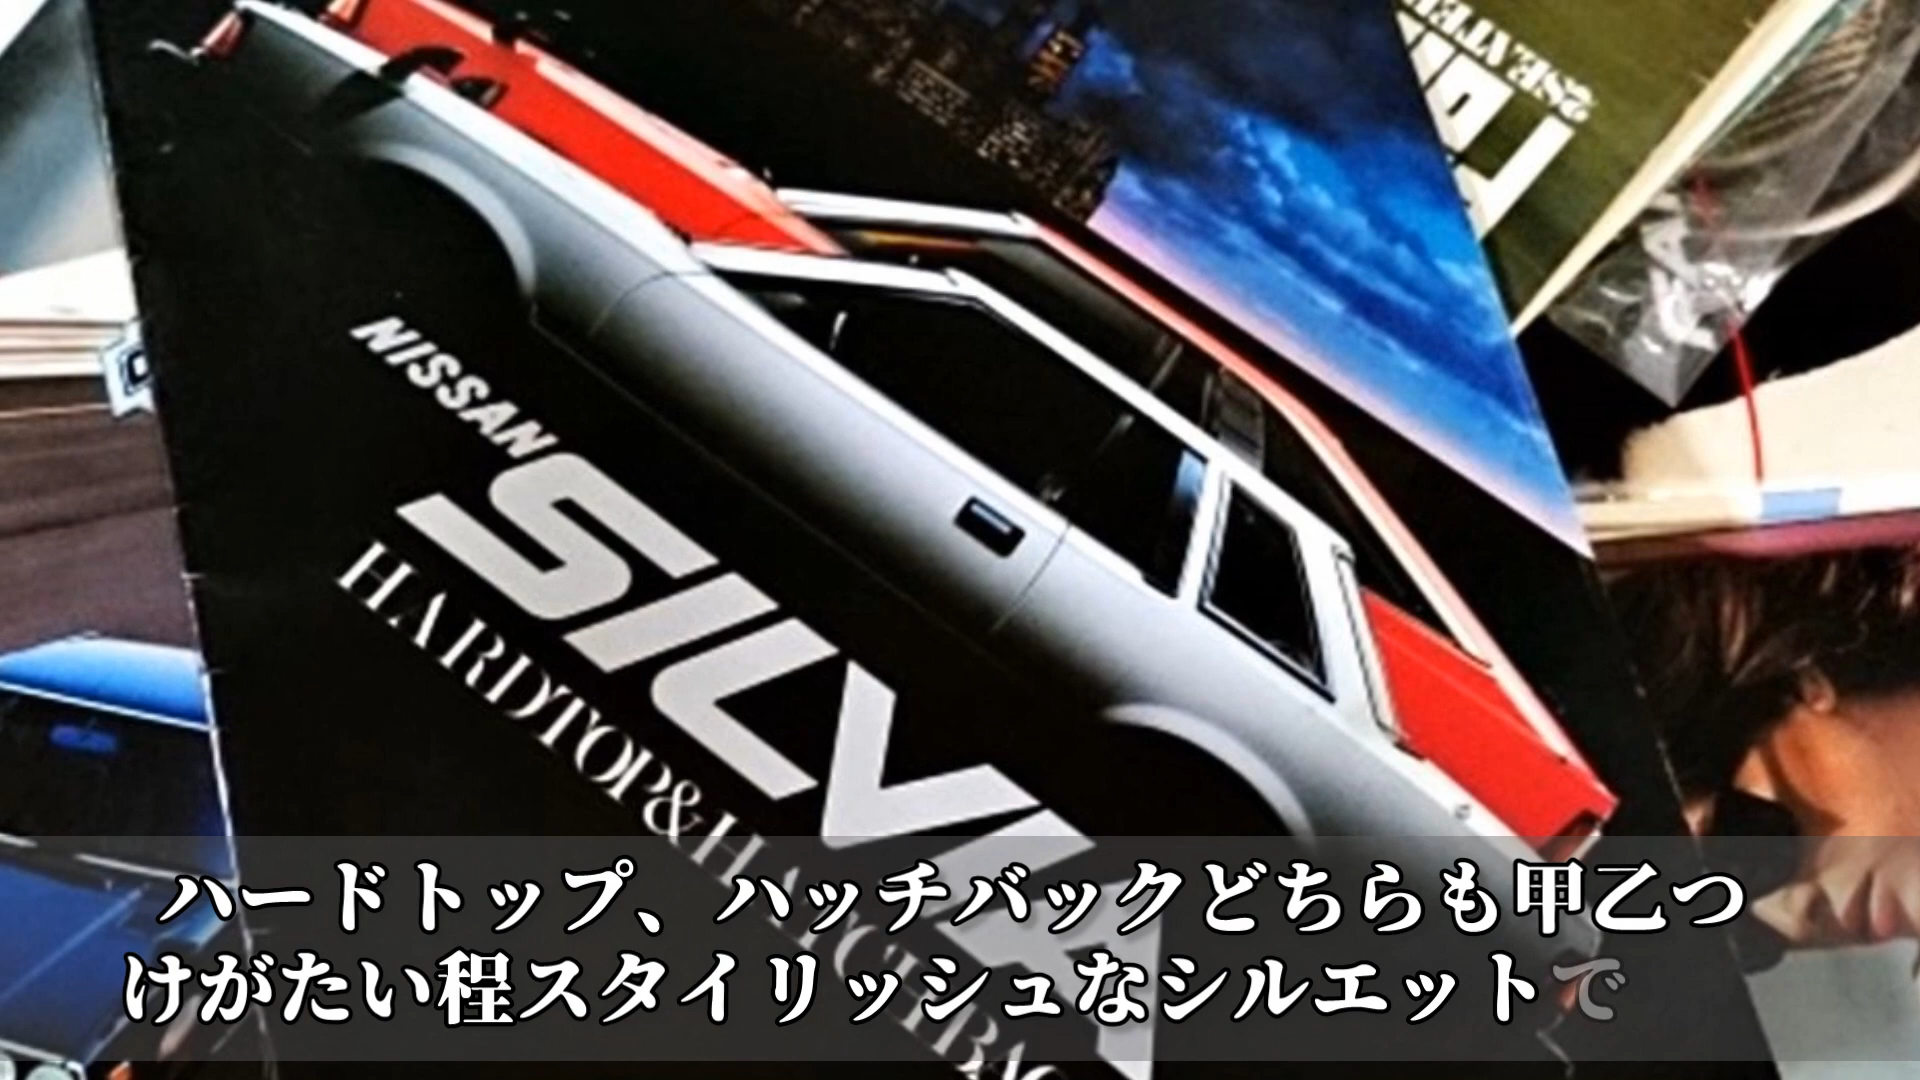 NISSAN
SILVIA
HARDTOP & HATCHBAC
ハードトップ、ハッチバックどちらも甲乙つ
けがたい程スタイリッシュなシルエットで